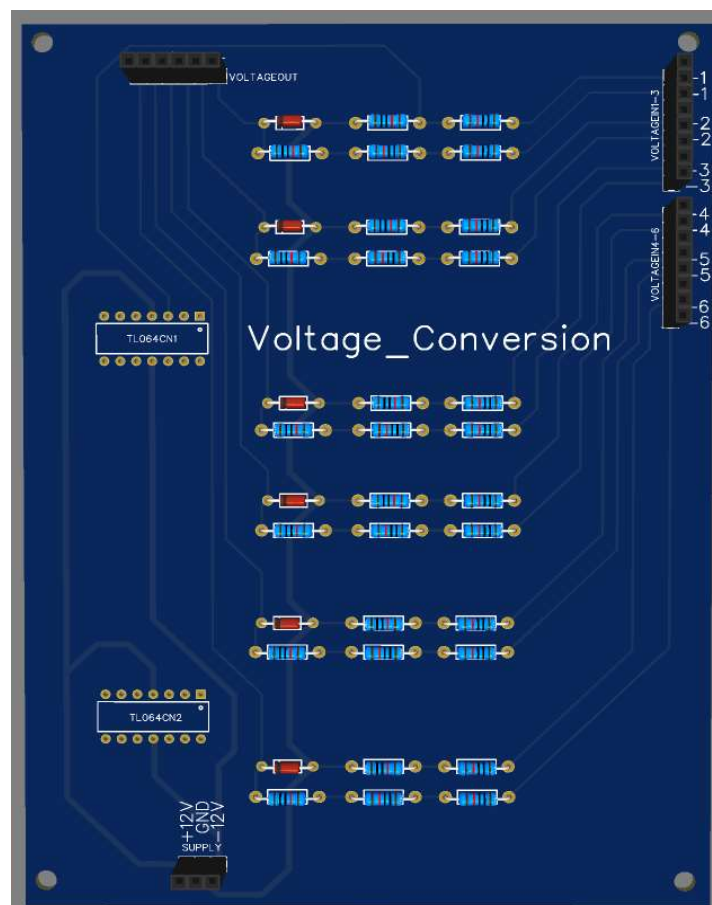 VOLTAGEOUT
VOLTAGEIN1-3
1
1
2
2
3
3
VOLTAGEIN4-6
4
4
5
5
6
6
TL064CN1
Voltage_Conversion
TL064CN2
+12V
GND
-12V
SUPPLY